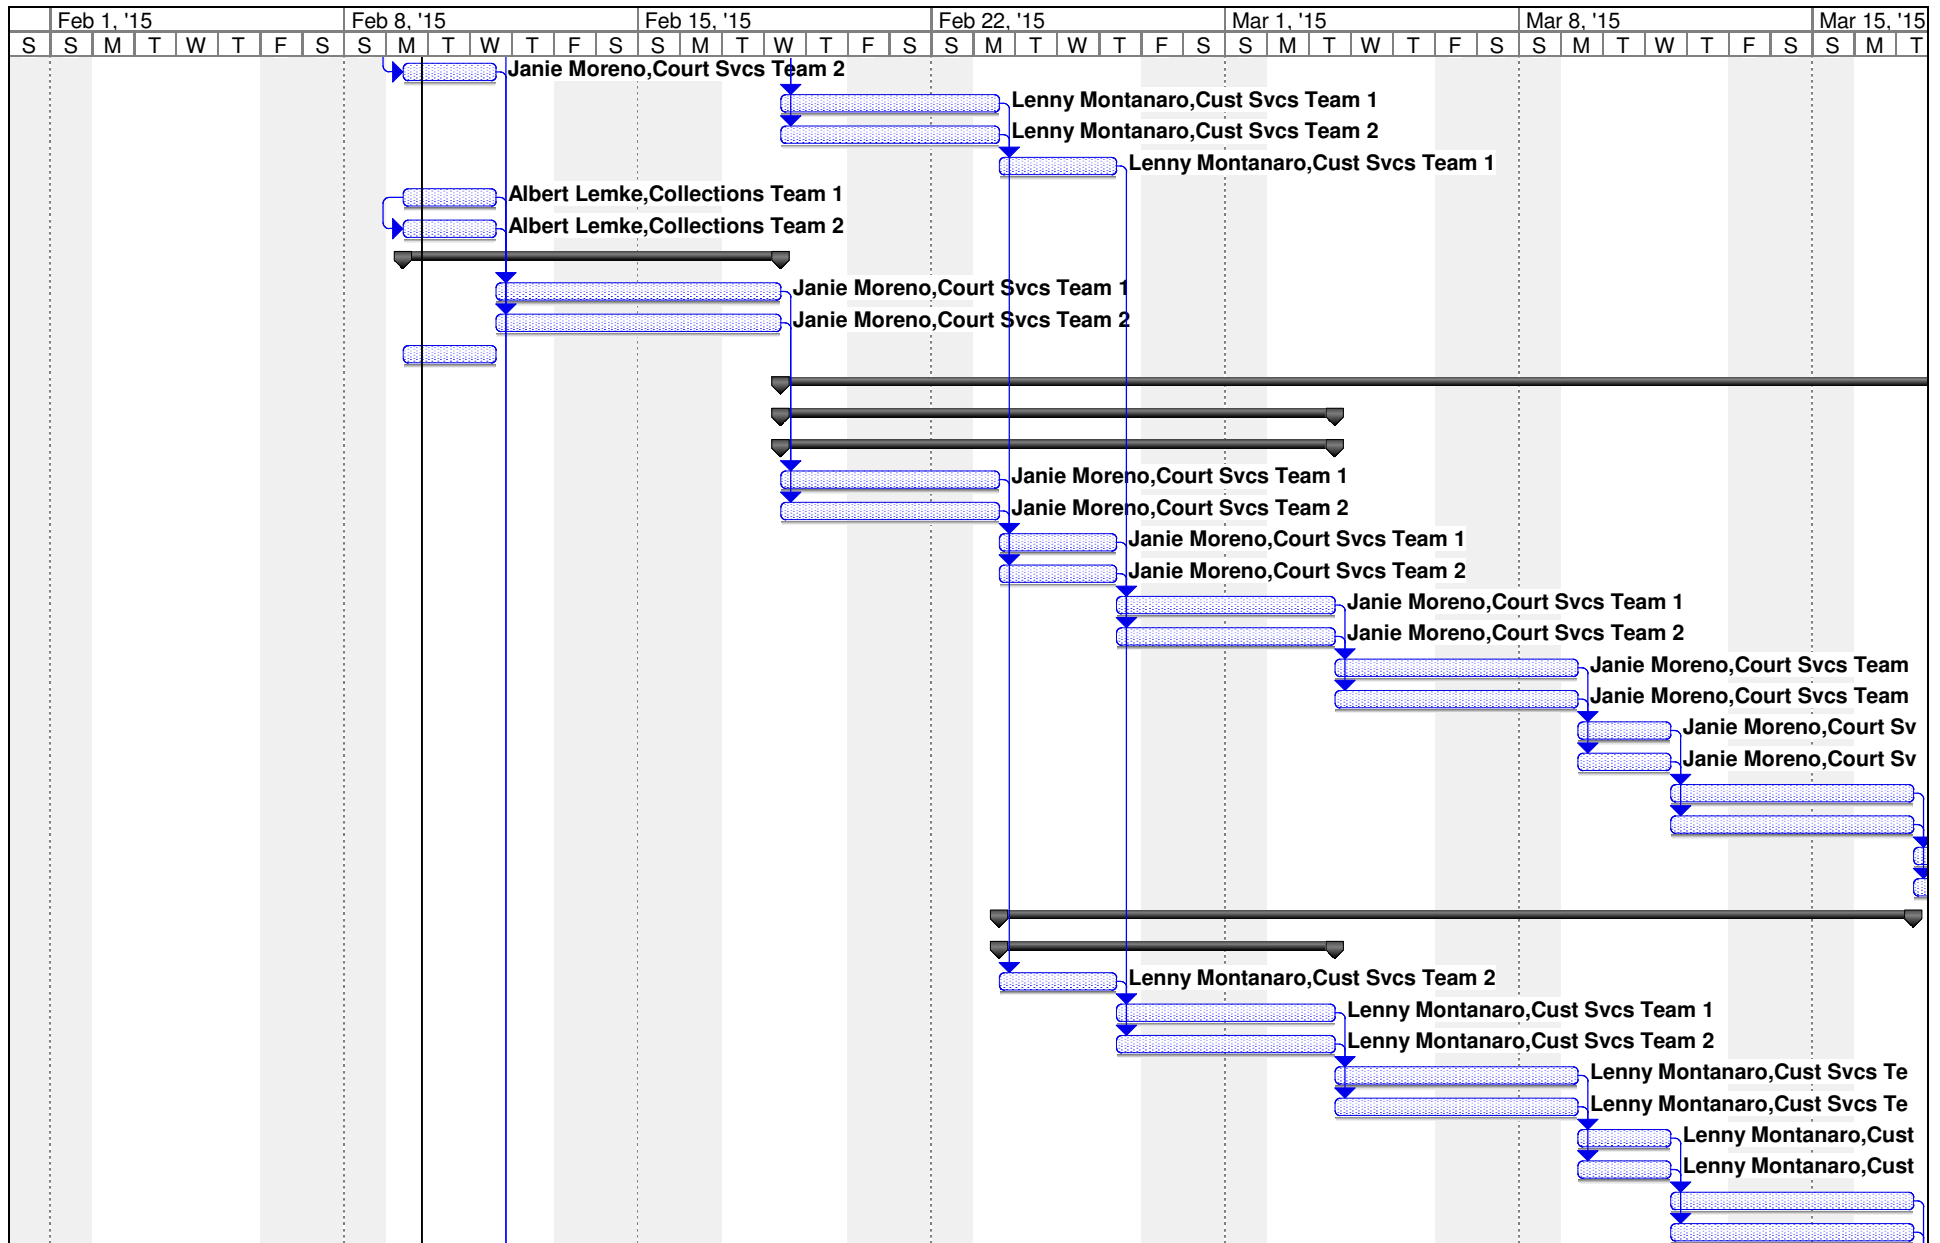 Feb 1, '15 Feb 8, '15 Feb 15, '15 Feb 22, '15 Mar 1, '15 Mar 8, '15 Mar 15, '15
S S M T W T F S S M T W T F S S M T W T F S S M T W T F S S M T W T F S S M T W T F S S M T
Janie Moreno,Court Svcs Team 2
Lenny Montanaro,Cust Svcs Team 1
Lenny Montanaro,Cust Svcs Team 2
Lenny Montanaro,Cust Svcs Team 1
Albert Lemke,Collections Team 1
Albert Lemke,Collections Team 2
Janie Moreno,Court Svcs Team 1
Janie Moreno,Court Svcs Team 2
Janie Moreno,Court Svcs Team 1
Janie Moreno,Court Svcs Team 2
Janie Moreno,Court Svcs Team 1
Janie Moreno,Court Svcs Team 2
Janie Moreno,Court Svcs Team 1
Janie Moreno,Court Svcs Team 2
Janie Moreno,Court Svcs Team
Janie Moreno,Court Svcs Team
Janie Moreno,Court Sv
Janie Moreno,Court Sv
Lenny Montanaro,Cust Svcs Team 2
Lenny Montanaro,Cust Svcs Team 1
Lenny Montanaro,Cust Svcs Team 2
Lenny Montanaro,Cust Svcs Te
Lenny Montanaro,Cust Svcs Te
Lenny Montanaro,Cust
Lenny Montanaro,Cust